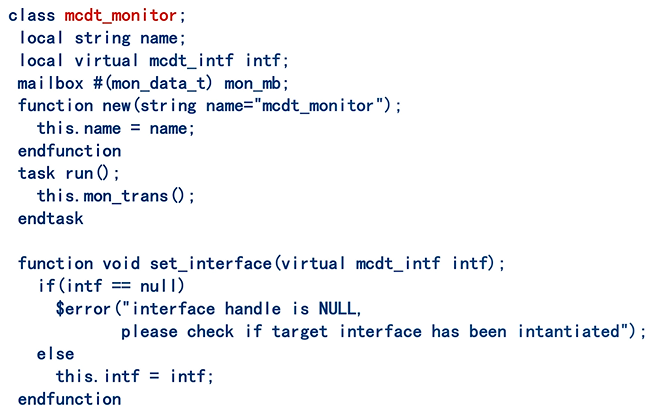 class mcdt_monitor;
local string name;
local virtual mcdt_intf intf;
mailbox #(mon_data_t) mon_mb;
function new(string name="mcdt_monitor");
this.name = name;
endfunction
task run();
this.mon_trans();
endtask
function void set_interface(virtual mcdt_intf intf);
if(intf == null)
$error("interface handle is NULL,
please check if target interface has been intantiated");
else
this.intf = intf;
endfunction